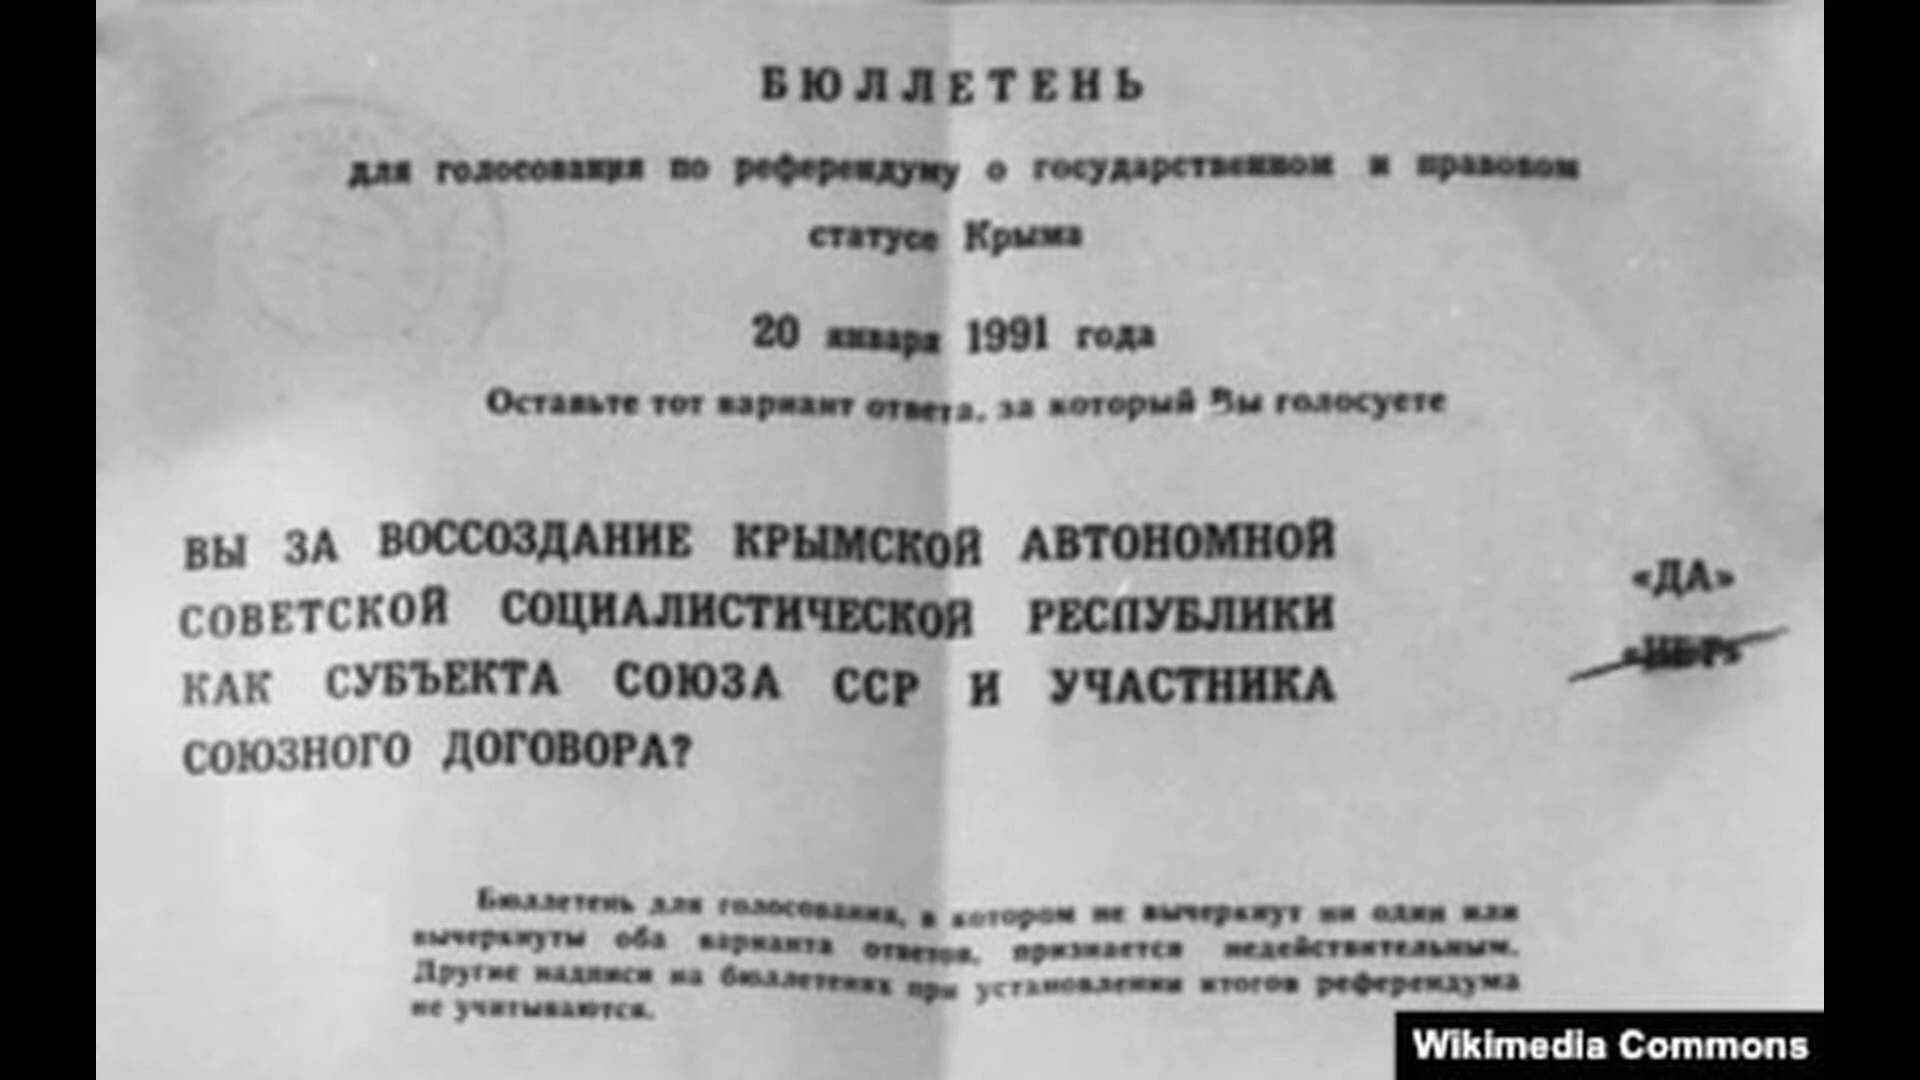 БЮЛЛЕТЕНЬ
для голосования по референдуму о государственном и правовом
статусе Крыма
20 января 1991 года
Оставьте тот вариант ответа, за который Вы голосуете
ВЫ ЗА ВОССОЗДАНИЕ КРЫМСКОЙ АВТОНОМНОЙ
СОВЕТСКОЙ СОЦИАЛИСТИЧЕСКОЙ РЕСПУБЛИКИ
КАК СУБЪЕКТА СОЮЗА ССР И УЧАСТНИКА
СОЮЗНОГО ДОГОВОРА?
«ДА»
«НЕТ»
Бюллетень для голосования, в котором не вычеркнут ни один или
вычеркнуты оба варианта ответов, признается недействительным.
Другие надписи на бюллетенях при установлении итогов референдума
не учитываются.
Wikimedia Commons